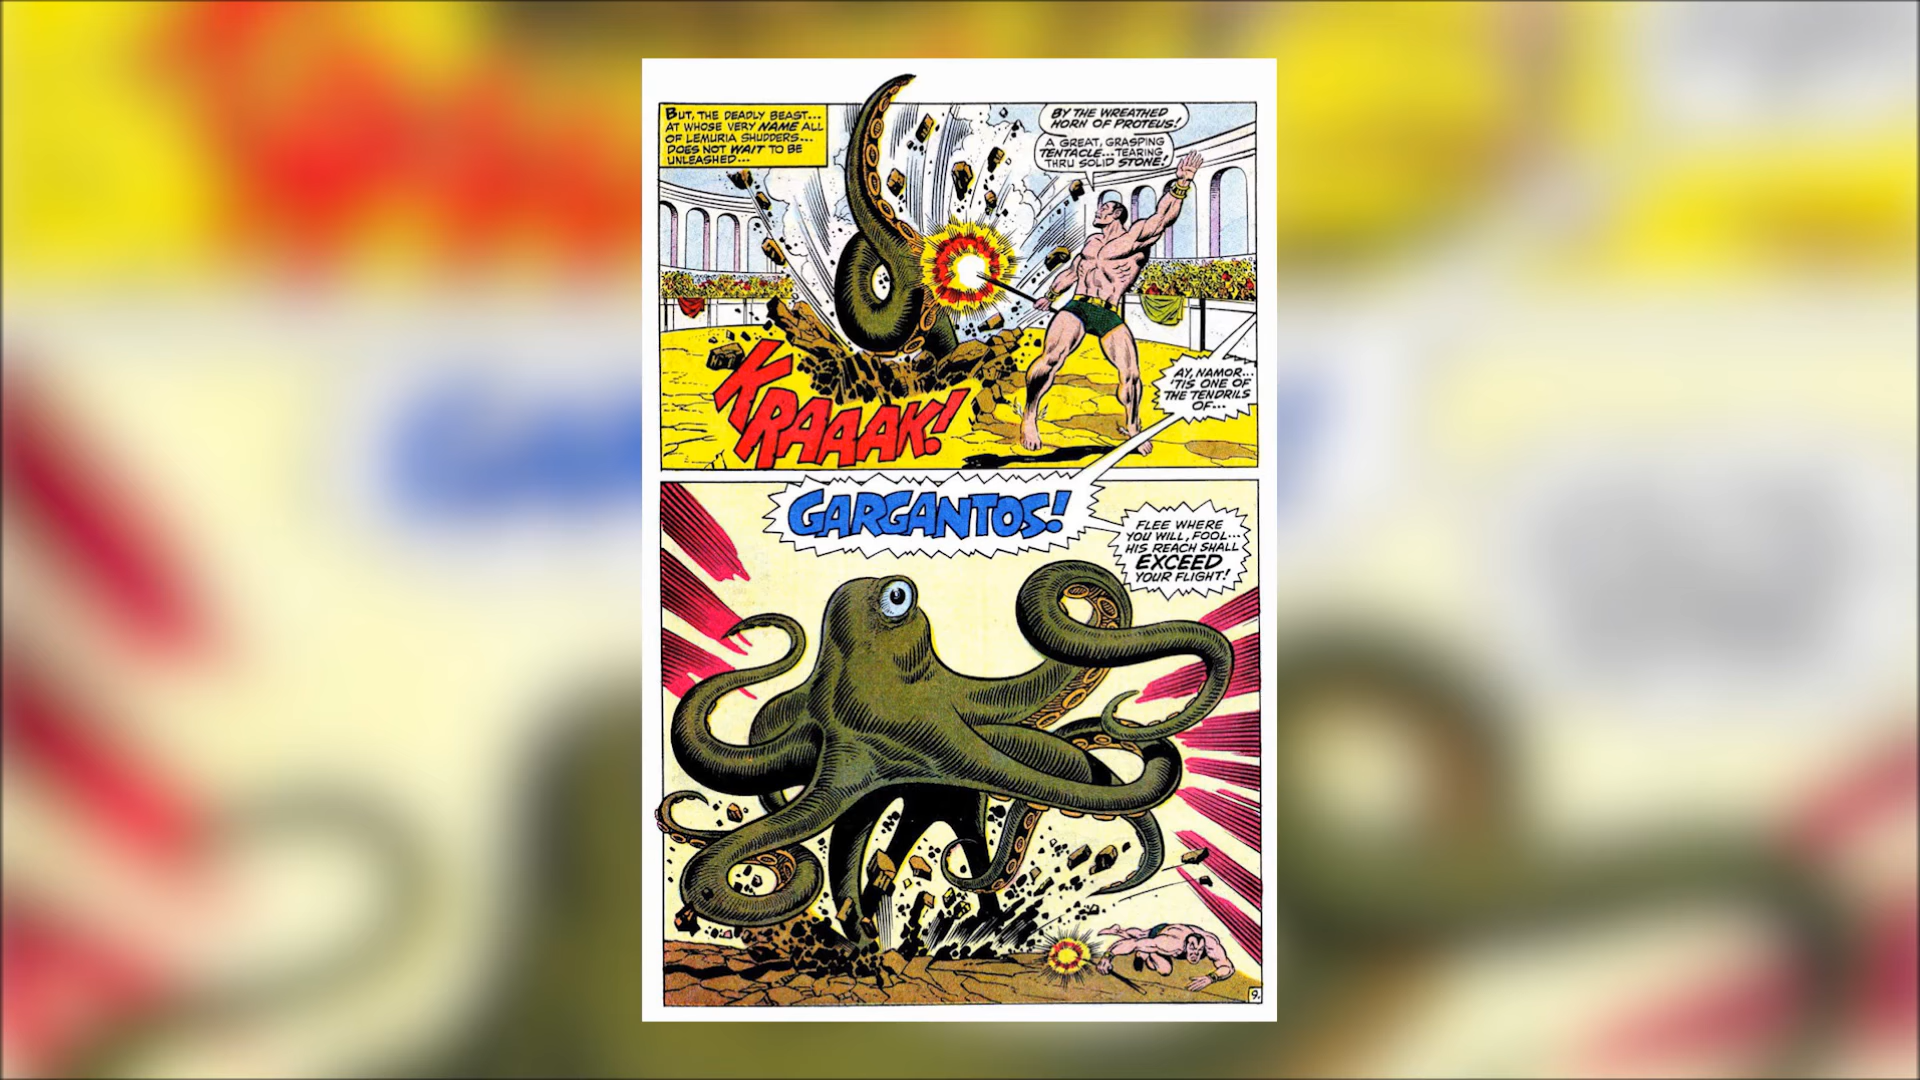 BUT, THE DEADLY BEAST...
AT WHOSE VERY NAME ALL
OF LEMURIA SHUDDERS...
DOES NOT WAIT TO BE
UNLEASHED...
BY THE WREATHED
HORN OF PROTEUS!
A GREAT, GRASPING
TENTACLE...TEARING
THRU SOLID STONE!
KRAAAK!
AY, NAMOR...
'TIS ONE OF
THE TENDRILS
OF...
GARGANTOS!
FLEE WHERE
YOU WILL, FOOL...
HIS REACH SHALL
EXCEED
YOUR FLIGHT!
9.